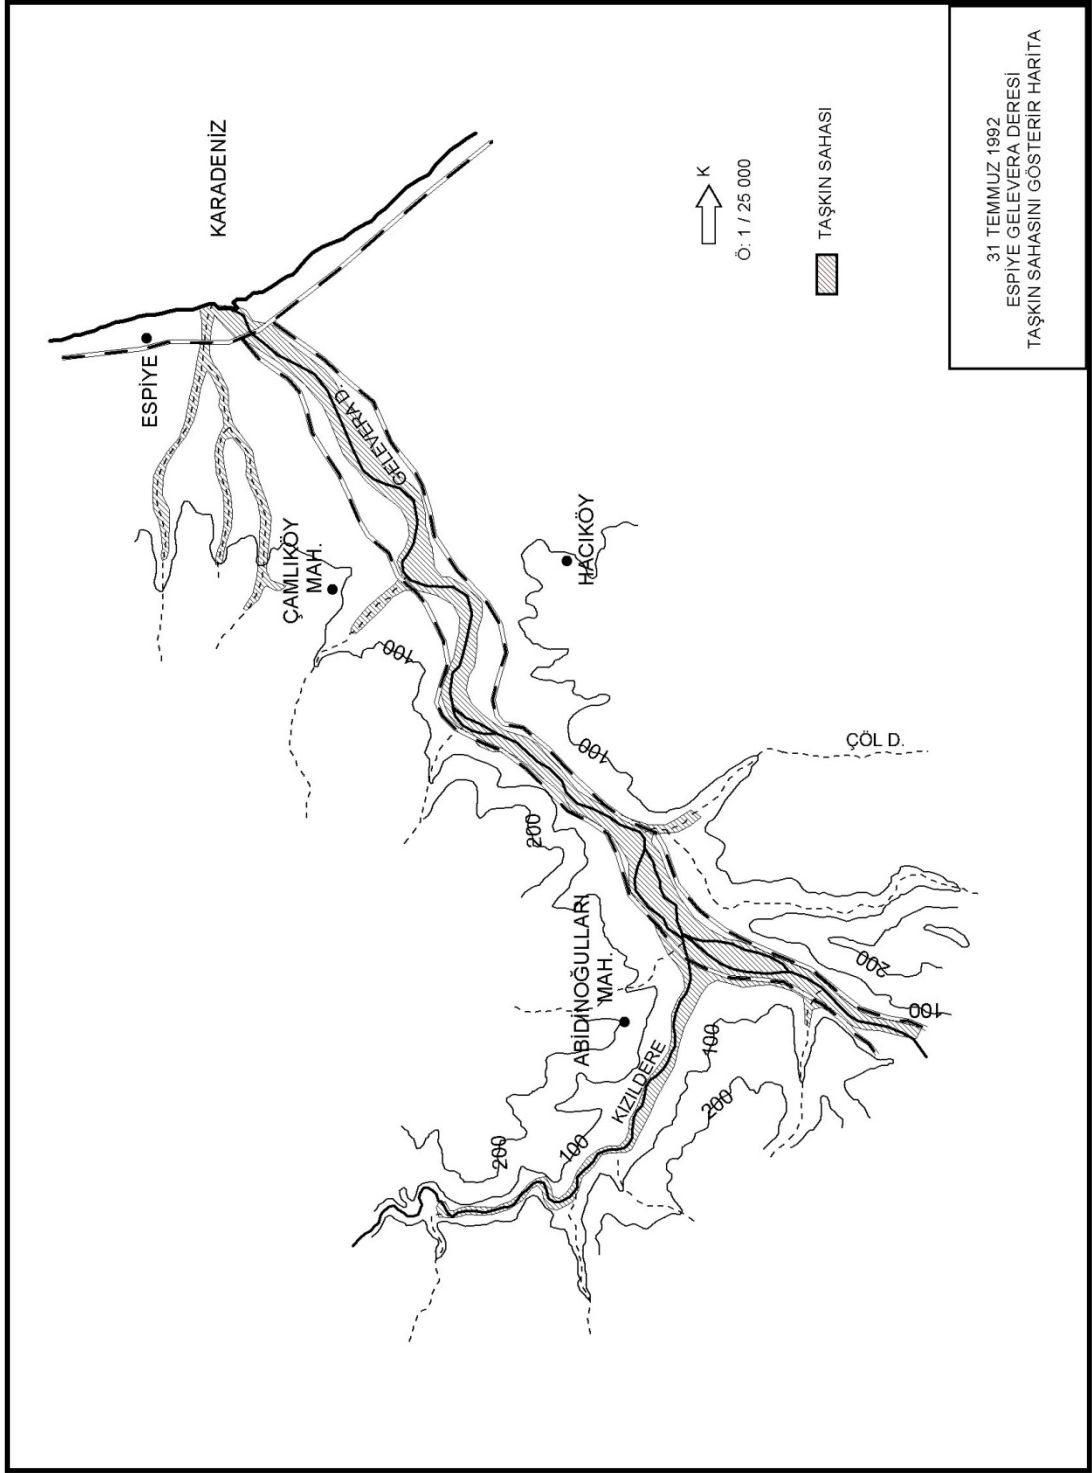 KARADENİZ
ESPİYE
GELEVERA D.
ÇAMLIKÖY
MAH.
HACIKÖY
100
100
200
ÇÖL D.
ABİDİNOĞULLARI
MAH.
KIZILDERE
200
100
100
200
200
100
K
Ö: 1 / 25 000
TAŞKIN SAHASI
31 TEMMUZ 1992
ESPİYE GELEVERA DERESİ
TAŞKIN SAHASINI GÖSTERİR HARİTA